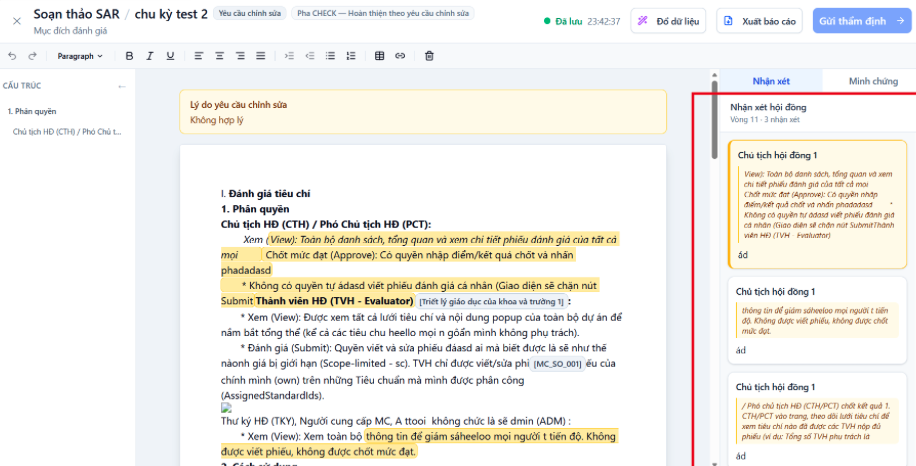 Soạn thảo SAR / chu kỳ test 2
Yêu cầu chỉnh sửa
Pha CHECK — Hoàn thiện theo yêu cầu chỉnh sửa
Mục đích đánh giá
Đã lưu 23:42:37
Đổ dữ liệu
Xuất báo cáo
Gửi thẩm định
Paragraph
B I U
CẤU TRÚC
1. Phân quyền
Chủ tịch HĐ (CTH) / Phó Chủ t...
Lý do yêu cầu chỉnh sửa
Không hợp lý
I. Đánh giá tiêu chí
1. Phân quyền
Chủ tịch HĐ (CTH) / Phó Chủ tịch HĐ (PCT):
Xem (View): Toàn bộ danh sách, tổng quan và xem chi tiết phiếu đánh giá của tất cả
mọi Chốt mức đạt (Approve): Có quyền nhập điểm/kết quả chốt và nhấn
phadadasd
* Không có quyền tự ádasd viết phiếu đánh giá cá nhân (Giao diện sẽ chặn nút
Submit Thành viên HĐ (TVH - Evaluator) [Triết lý giáo dục của khoa và trường 1] :
* Xem (View): Được xem tất cả lưới tiêu chí và nội dung popup của toàn bộ dự án để
nắm bắt tổng thể (kể cả các tiêu chu heello mọi n gôẩn mình không phụ trách).
* Đánh giá (Submit): Quyền viết và sửa phiếu đáasd ai mà biết được là sẽ như thế
nàonh giá bị giới hạn (Scope-limited - sc). TVH chỉ được viết/sửa phi [MC_SO_001] ếu của
chính mình (own) trên những Tiêu chuẩn mà mình được phân công
(AssignedStandardIds).
Thư ký HĐ (TKY), Người cung cấp MC, A ttooi không chức là sẽ dmin (ADM) :
* Xem (View): Xem toàn bộ thông tin để giám sáheeloo mọi người t tiến độ. Không
được viết phiếu, không được chốt mức đạt.
2. Cách sử dụng
Nhận xét
Minh chứng
Nhận xét hội đồng
Vòng 11 · 3 nhận xét
Chủ tịch hội đồng 1
View): Toàn bộ danh sách, tổng quan và xem
chi tiết phiếu đánh giá của tất cả mọi
Chốt mức đạt (Approve): Có quyền nhập
điểm/kết quả chốt và nhấn phadadasd *
Không có quyền tự ádasd viết phiếu đánh giá
cá nhân (Giao diện sẽ chặn nút SubmitThành
viên HĐ (TVH - Evaluator)
ád
Chủ tịch hội đồng 1
thông tin để giám sáheeloo mọi người t tiến
độ. Không được viết phiếu, không được chốt
mức đạt.
ád
Chủ tịch hội đồng 1
/ Phó chủ tịch HĐ (CTH/PCT) chốt kết quả 1.
CTH/PCT vào trang, theo dõi lưới tiêu chí để
xem tiêu chí nào đã được các TVH nộp đủ
phiếu (ví dụ: Tổng số TVH phụ trách là
ád